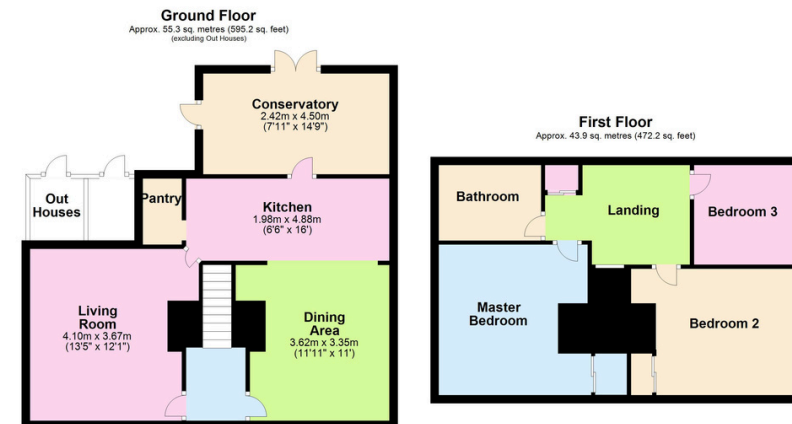 Ground Floor
Approx. 55.3 sq. metres (595.2 sq. feet)
(excluding Out Houses)
Conservatory
2.42m x 4.50m
(7'11" x 14'9")
Out
Houses
Pantry
Kitchen
1.98m x 4.88m
(6'6" x 16')
Living
Room
4.10m x 3.67m
(13'5" x 12'1")
Dining
Area
3.62m x 3.35m
(11'11" x 11')
First Floor
Approx. 43.9 sq. metres (472.2 sq. feet)
Bathroom
Landing
Bedroom 3
Master
Bedroom
Bedroom 2